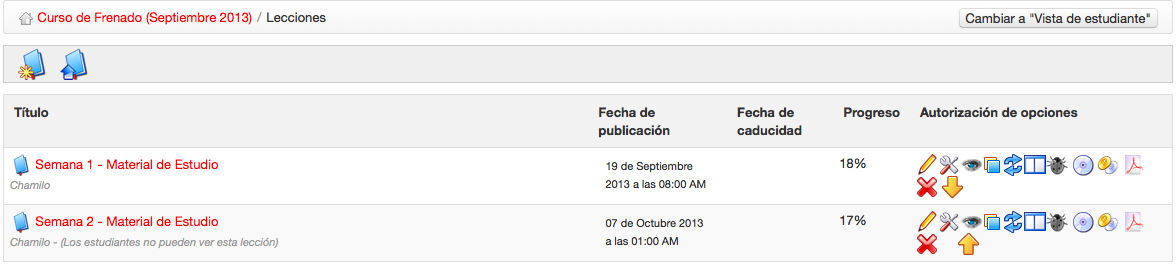 Curso de Frenado (Septiembre 2013) / Lecciones
Cambiar a "Vista de estudiante"
Título
Fecha de publicación
Fecha de caducidad
Progreso
Autorización de opciones
Semana 1 - Material de Estudio
Chamilo
19 de Septiembre
2013 a las 08:00 AM
18%
Semana 2 - Material de Estudio
Chamilo - (Los estudiantes no pueden ver esta lección)
07 de Octubre 2013
a las 01:00 AM
17%